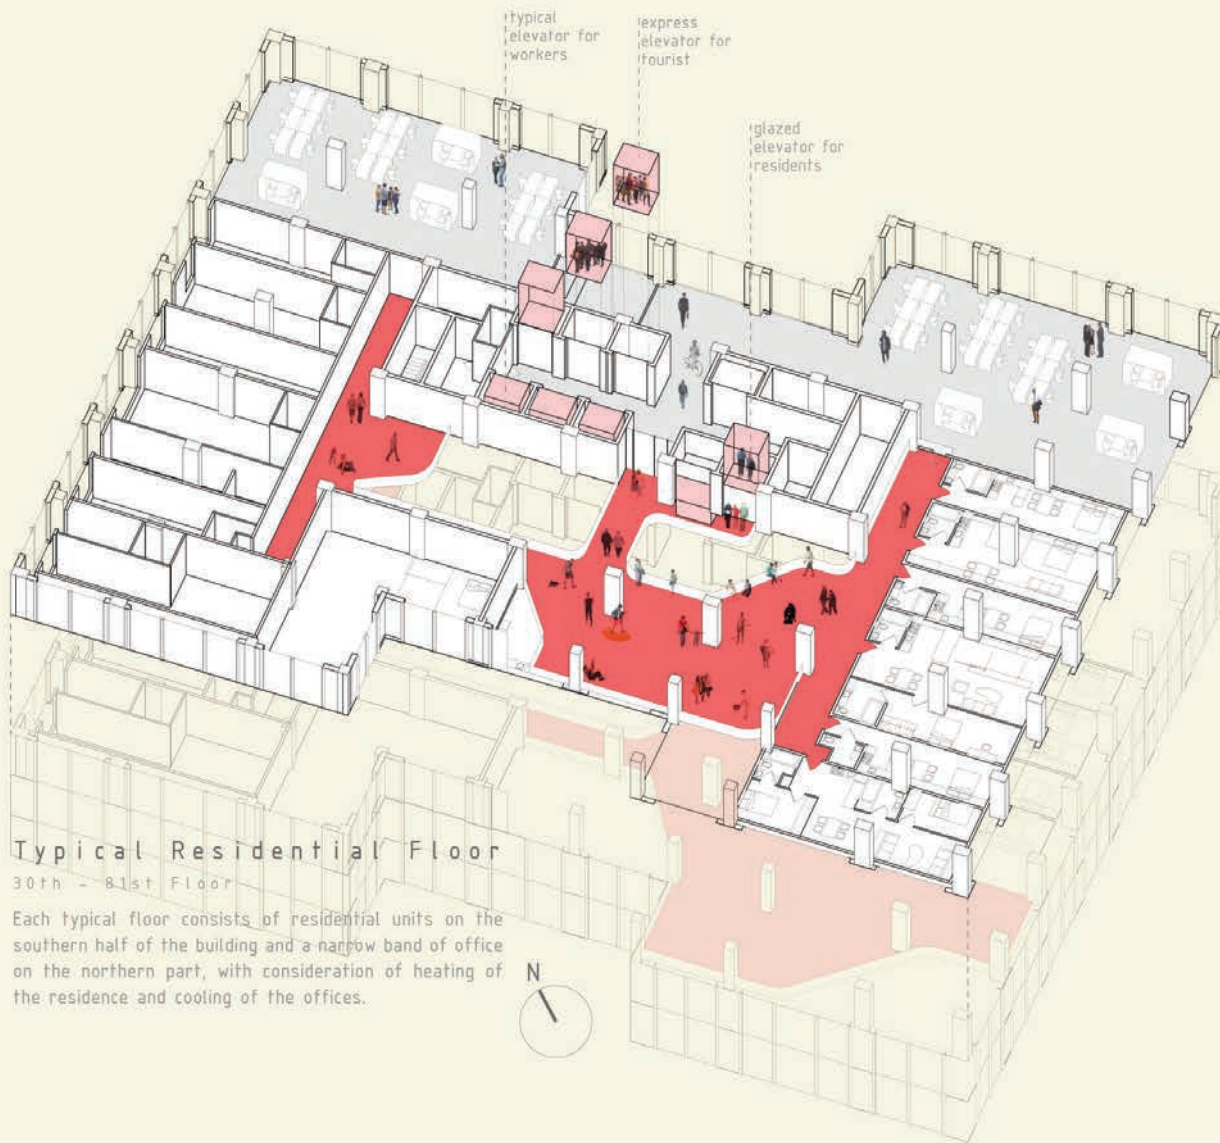 typical
elevator for
workers
express
elevator for
tourist
glazed
elevator for
residents
Typical Residential Floor
30th - 81st Floor
Each typical floor consists of residential units on the
southern half of the building and a narrow band of office
on the northern part, with consideration of heating of
the residence and cooling of the offices.
N